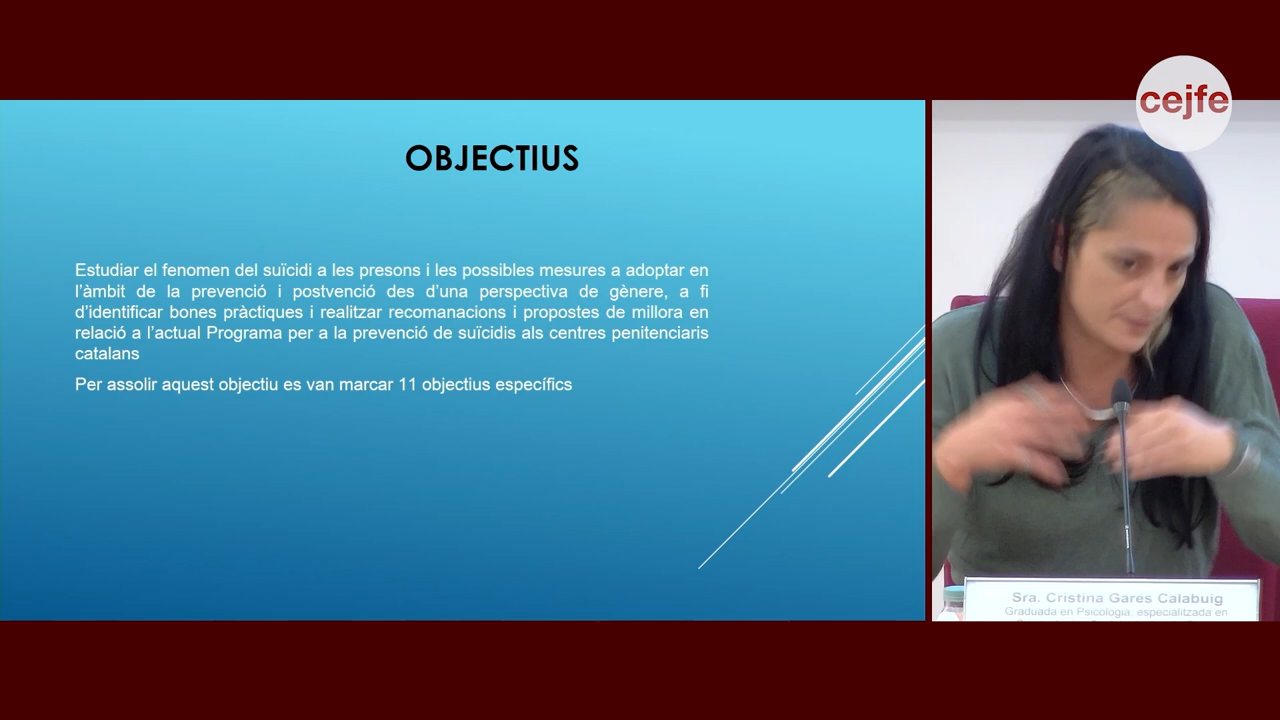 cejfe
OBJECTIUS
Estudiar el fenomen del suïcidi a les presons i les possibles mesures a adoptar en
l’àmbit de la prevenció i postvenció des d’una perspectiva de gènere, a fi
d’identificar bones pràctiques i realitzar recomanacions i propostes de millora en
relació a l’actual Programa per a la prevenció de suïcidis als centres penitenciaris
catalans
Per assolir aquest objectiu es van marcar 11 objectius específics
Sra. Cristina Gares Calabuig
Graduada en Psicologia, especialitzada en